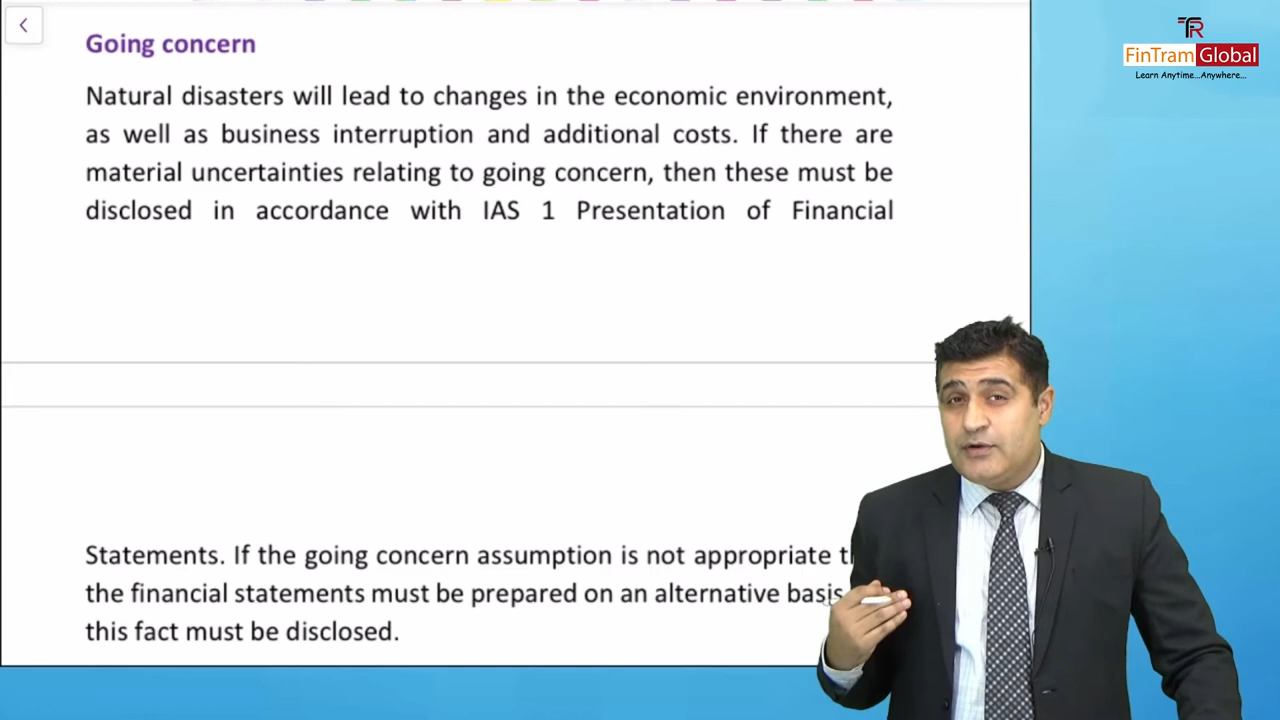 Going concern
Natural disasters will lead to changes in the economic environment,
as well as business interruption and additional costs. If there are
material uncertainties relating to going concern, then these must be
disclosed in accordance with IAS 1 Presentation of Financial
Statements. If the going concern assumption is not appropriate
the financial statements must be prepared on an alternative basis
this fact must be disclosed.
TR
FinTram Global
Learn Anytime...Anywhere...